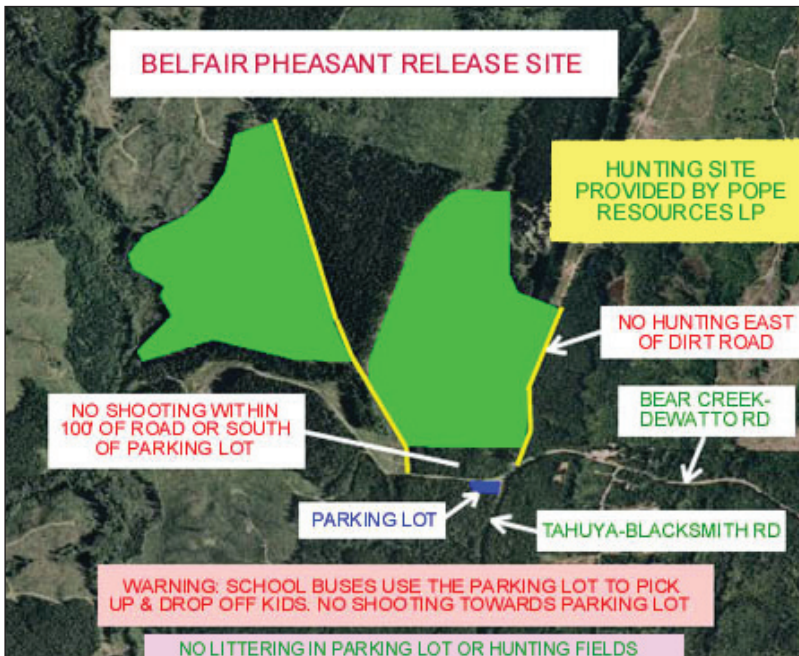 BELFAIR PHEASANT RELEASE SITE
HUNTING SITE
PROVIDED BY POPE
RESOURCES LP
NO HUNTING EAST
OF DIRT ROAD
BEAR CREEK-
DEWATTO RD
NO SHOOTING WITHIN
100' OF ROAD OR SOUTH
OF PARKING LOT
PARKING LOT
TAHUYA-BLACKSMITH RD
WARNING: SCHOOL BUSES USE THE PARKING LOT TO PICK
UP & DROP OFF KIDS. NO SHOOTING TOWARDS PARKING LOT
NO LITTERING IN PARKING LOT OR HUNTING FIELDS